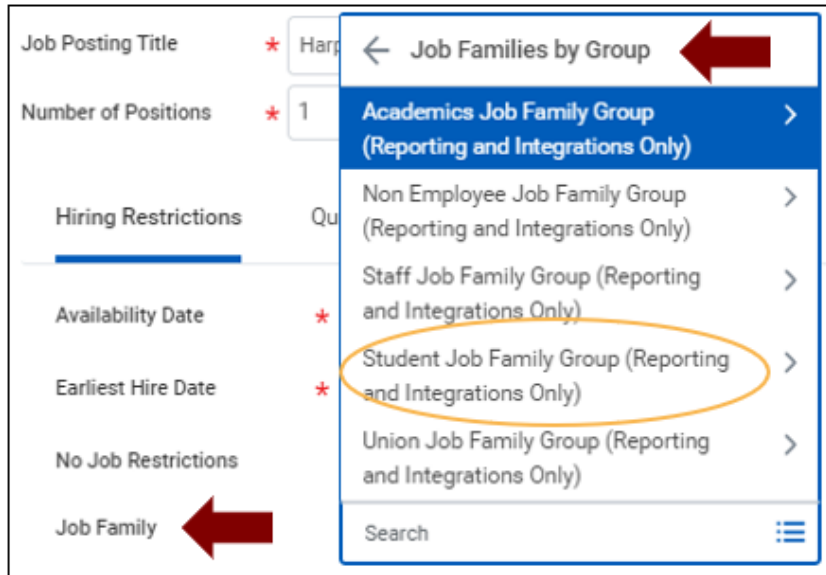 Job Posting Title * Harp
Number of Positions * 1
Hiring Restrictions Qu
Availability Date *
Earliest Hire Date *
No Job Restrictions
Job Family
Job Families by Group
Academics Job Family Group
(Reporting and Integrations Only)
Non Employee Job Family Group
(Reporting and Integrations Only)
Staff Job Family Group (Reporting
and Integrations Only)
Student Job Family Group (Reporting
and Integrations Only)
Union Job Family Group (Reporting
and Integrations Only)
Search